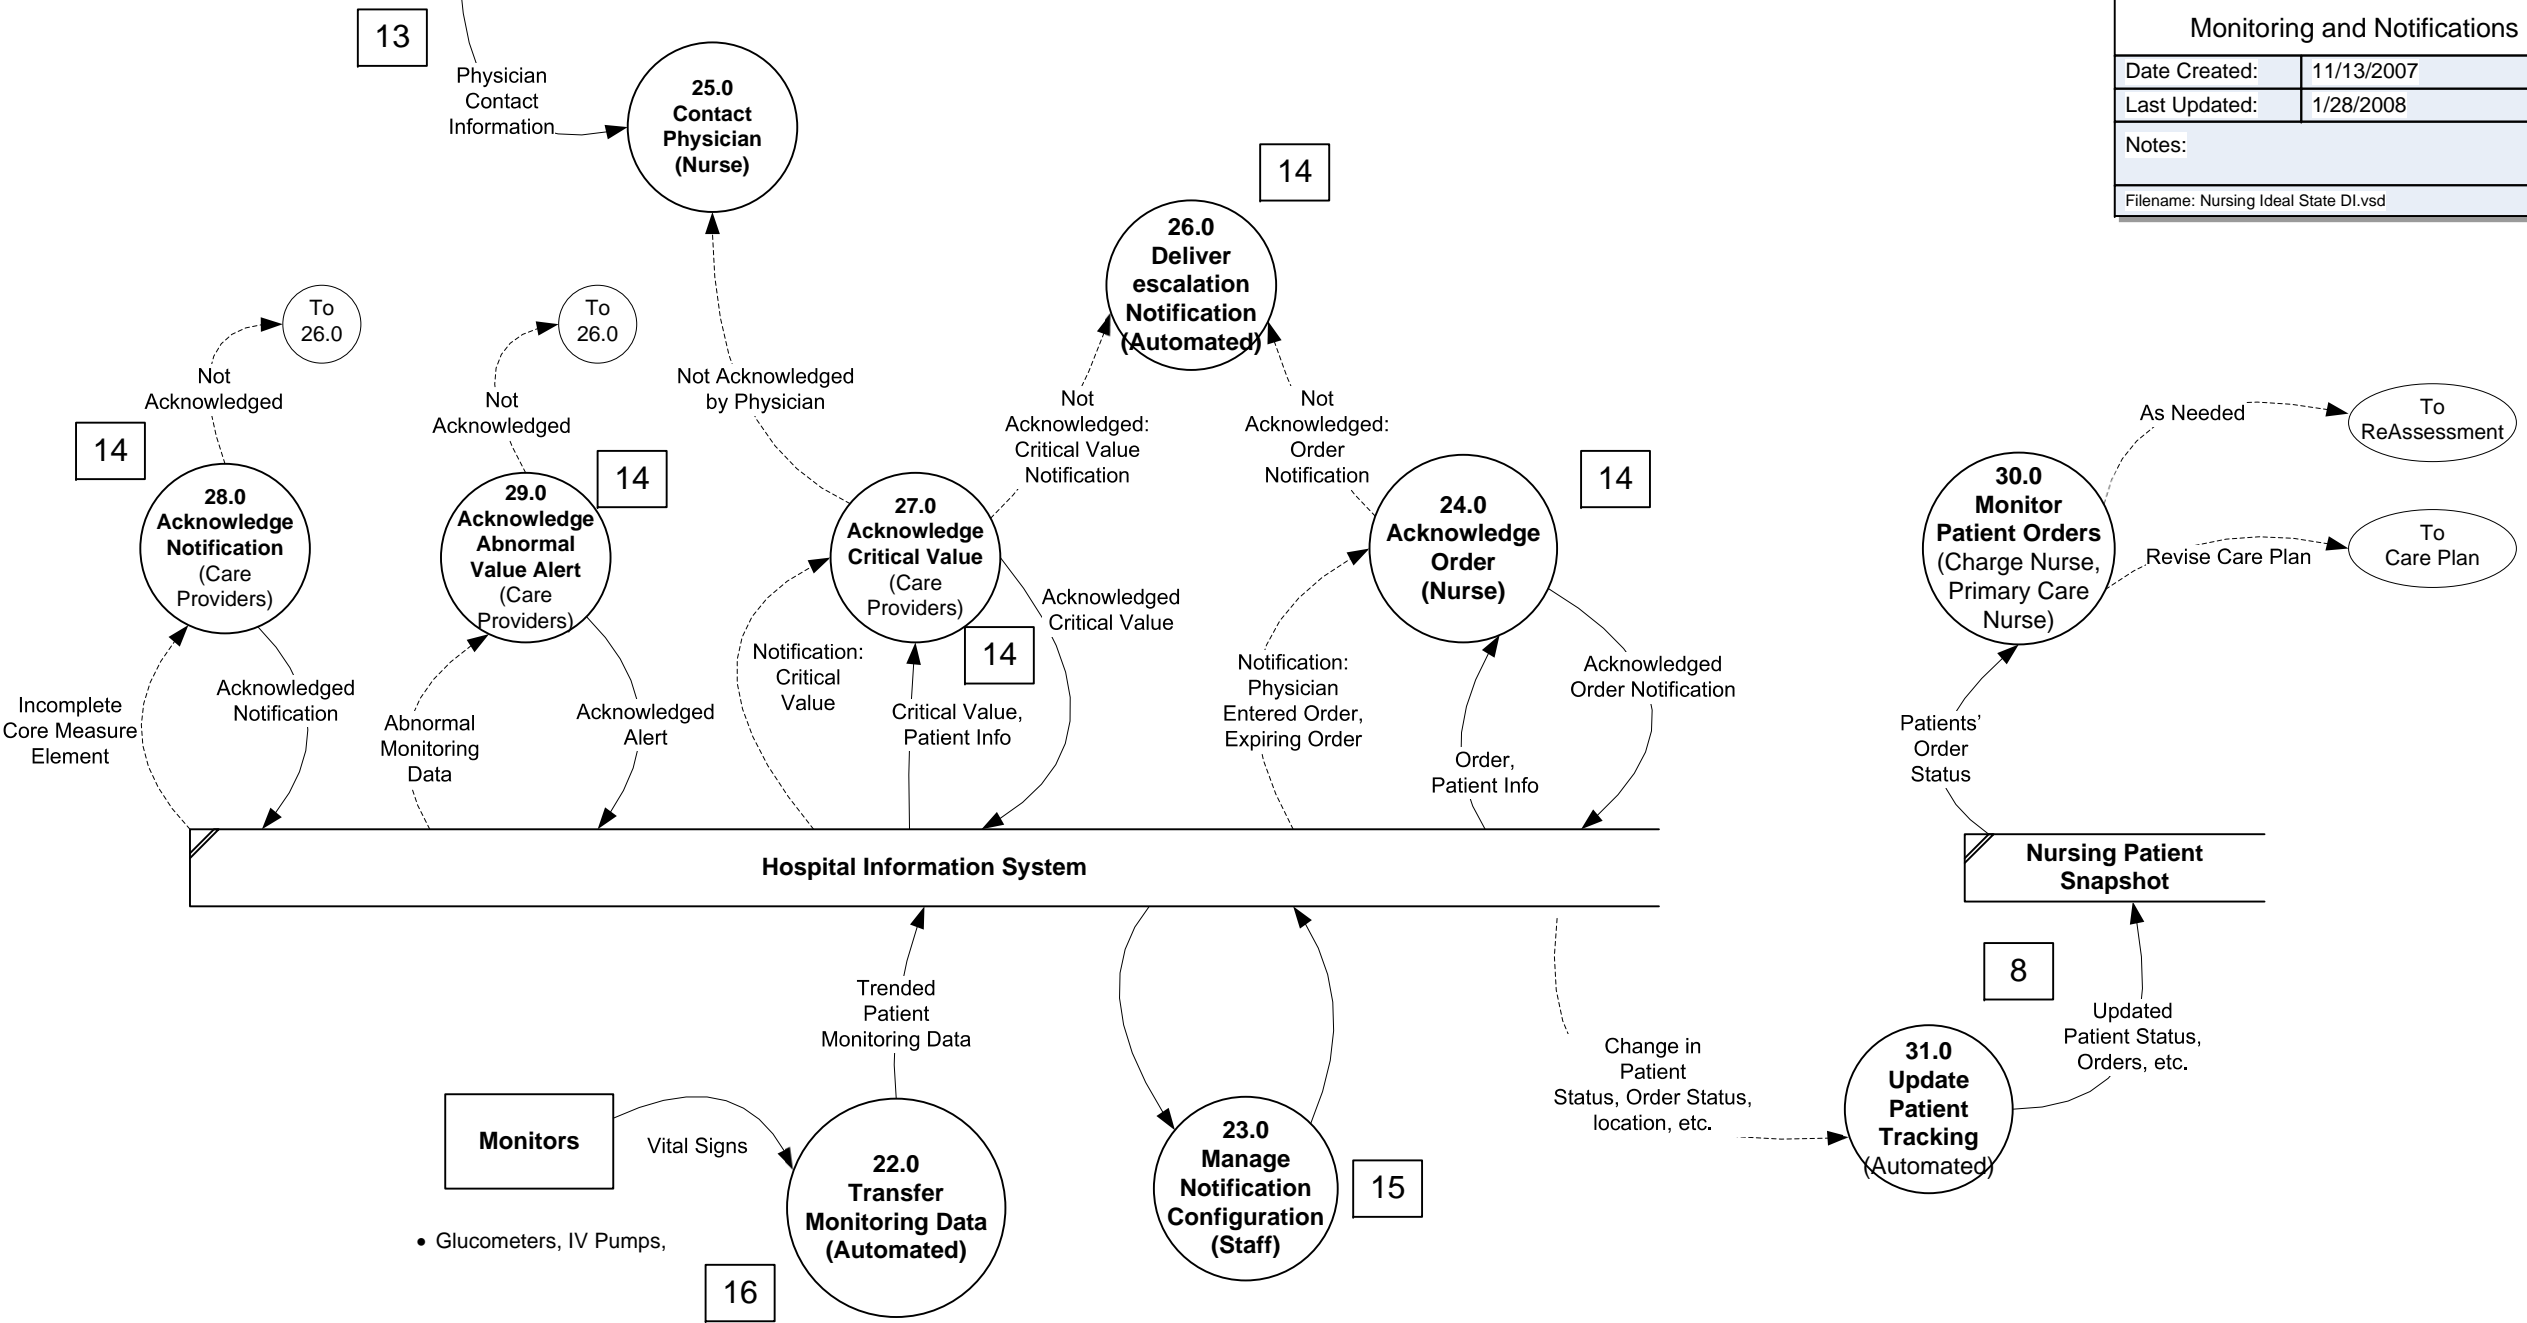 13
Physician
Contact
Information
25.0
Contact
Physician
(Nurse)
Monitoring and Notifications
Date Created:
11/13/2007
Last Updated:
1/28/2008
Notes:
Filename: Nursing Ideal State DI.vsd
14
26.0
Deliver
escalation
Notification
(Automated)
To
26.0
To
26.0
Not
Acknowledged
Not
Acknowledged
Not Acknowledged
by Physician
Not
Acknowledged:
Critical Value
Notification
Not
Acknowledged:
Order
Notification
As Needed
To
ReAssessment
14
28.0
Acknowledge
Notification
(Care
Providers)
29.0
Acknowledge
Abnormal
Value Alert
(Care
Providers)
14
27.0
Acknowledge
Critical Value
(Care
Providers)
14
24.0
Acknowledge
Order
(Nurse)
14
30.0
Monitor
Patient Orders
(Charge Nurse,
Primary Care
Nurse)
Revise Care Plan
To
Care Plan
Incomplete
Core Measure
Element
Acknowledged
Notification
Abnormal
Monitoring
Data
Acknowledged
Alert
Notification:
Critical
Value
Critical Value,
Patient Info
Acknowledged
Critical Value
Notification:
Physician
Entered Order,
Expiring Order
Order,
Patient Info
Acknowledged
Order Notification
Patients’
Order
Status
Hospital Information System
Nursing Patient
Snapshot
Trended
Patient
Monitoring Data
8
Updated
Patient Status,
Orders, etc.
Change in
Patient
Status, Order Status,
location, etc.
31.0
Update
Patient
Tracking
(Automated)
Monitors
Vital Signs
22.0
Transfer
Monitoring Data
(Automated)
23.0
Manage
Notification
Configuration
(Staff)
15
• Glucometers, IV Pumps,
16